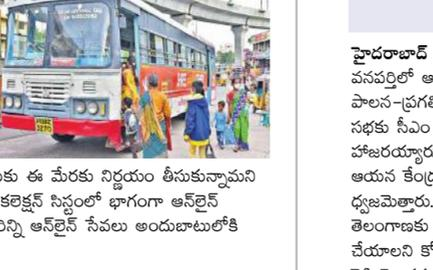 కు ఈ మేరకు నిర్ణయం తీసుకున్నామని
కలెక్షన్ సిస్టంలో భాగంగా ఆన్‌లైన్
న్ని ఆన్‌లైన్ సేవలు అందుబాటులోకి
హైదరాబాద్
వనపర్తిలో
పాలన-ప్రగతి
సభకు సీఎం
హాజరయ్యారు
ఆయన కేంద్ర
ధ్వజమెత్తారు.
తెలంగాణకు
చేయాలని కో